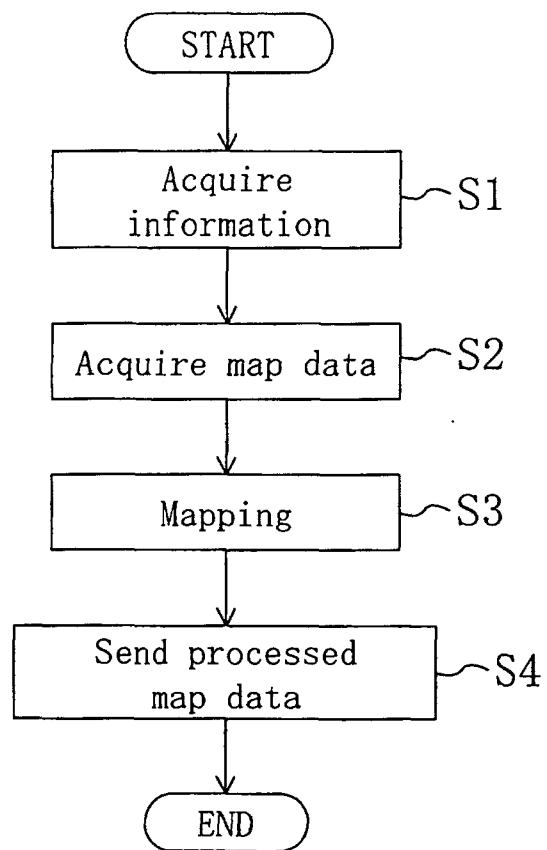 START
Acquire
information
S1
Acquire map data
S2
Mapping
S3
Send processed
map data
S4
END